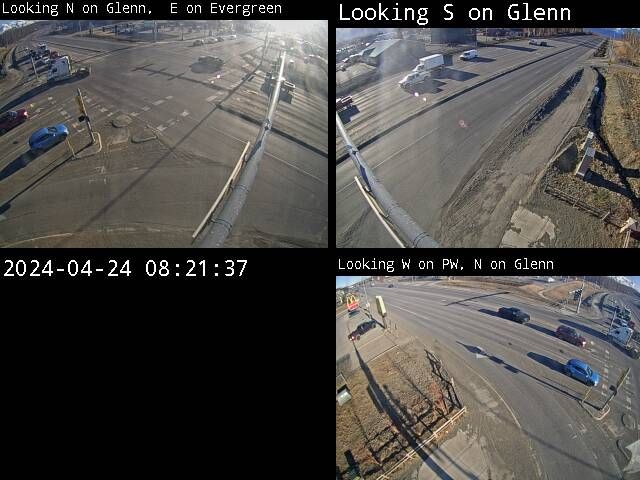 Looking N on Glenn,  E on Evergreen
Looking S on Glenn
2024-04-24 08:21:37
Looking W on PW, N on Glenn